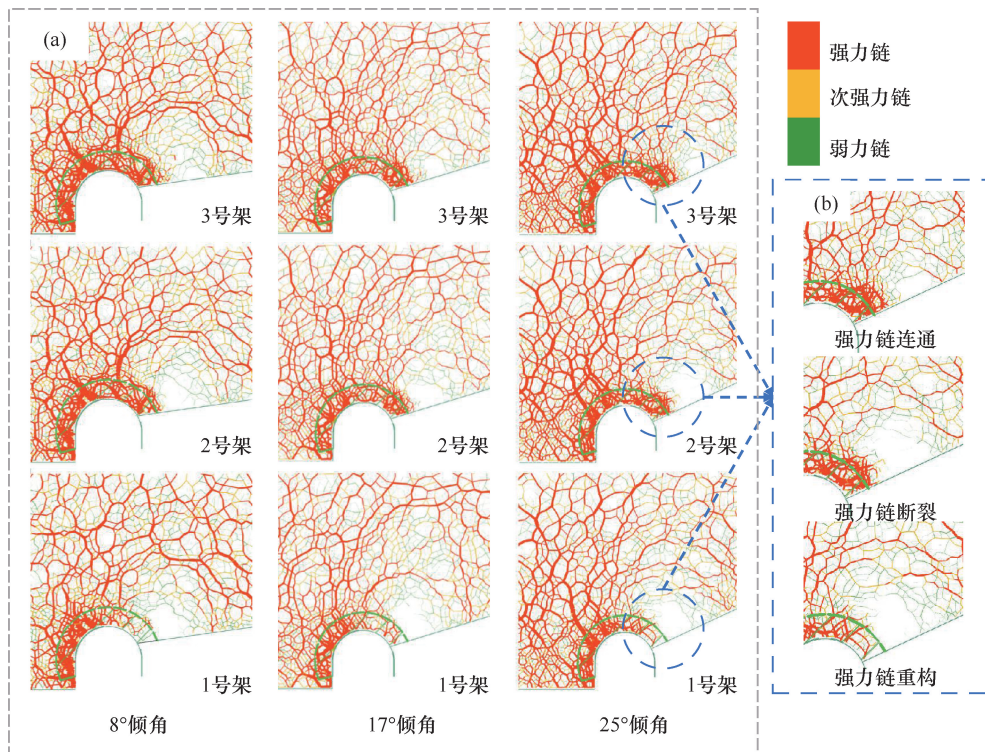 (a)
3号架
3号架
3号架
2号架
2号架
2号架
1号架
1号架
1号架
8°倾角
17°倾角
25°倾角
强力链
次强力链
弱力链
(b)
强力链连通
强力链断裂
强力链重构